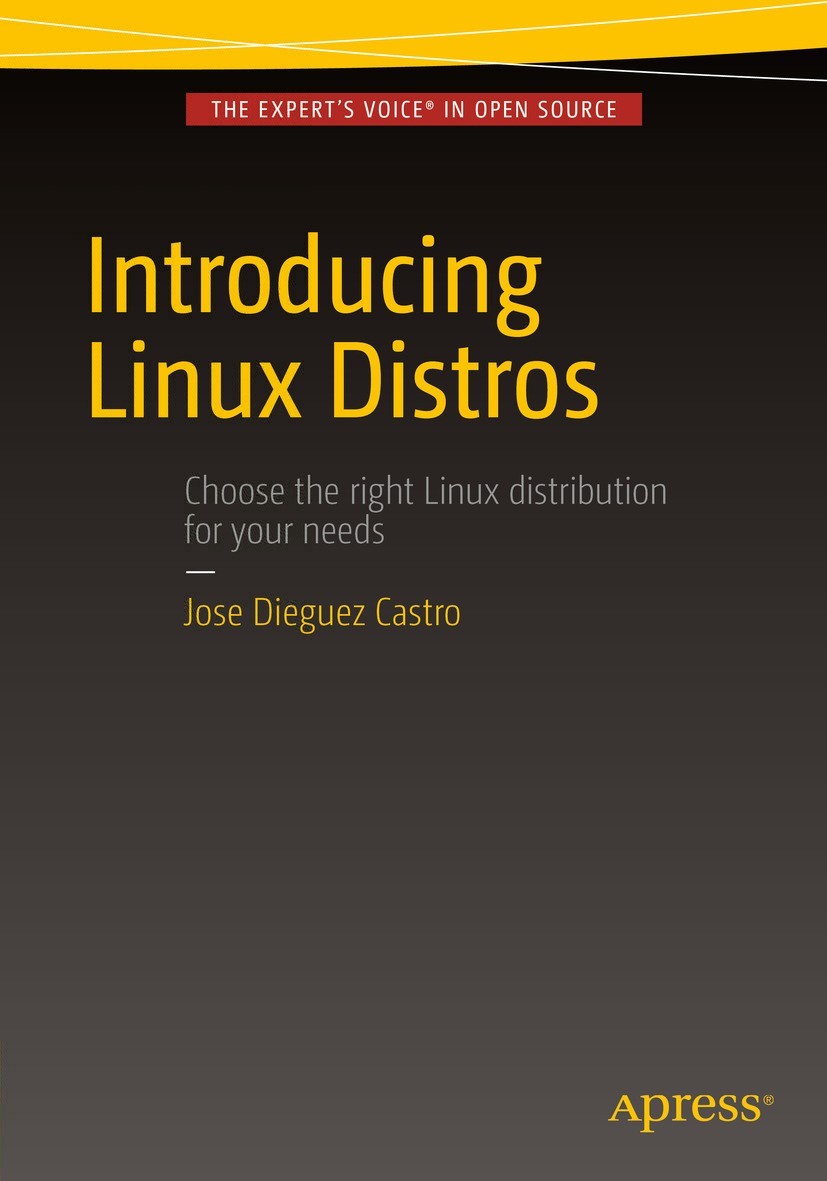 THE EXPERT'S VOICE® IN OPEN SOURCE
Introducing
Linux Distros
Choose the right Linux distribution
for your needs
Jose Dieguez Castro
Apress®